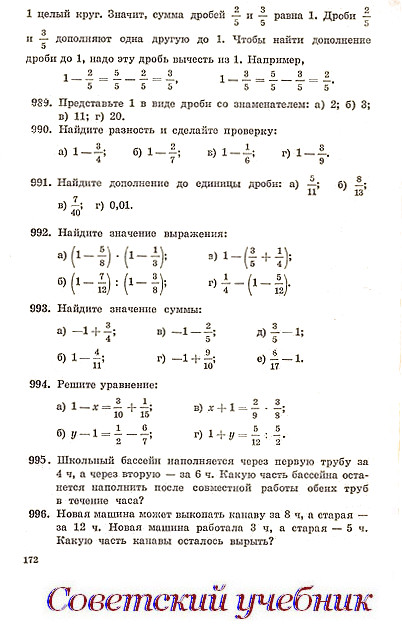 1 целый круг. Значит, сумма дробей 2/5 и 3/5 равна 1. Дроби 2/5
и 3/5 дополняют одна другую до 1. Чтобы найти дополнение
дроби до 1, надо эту дробь вычесть из 1. Например,
1 − 2/5 = 5/5 − 2/5 = 3/5, 1 − 3/5 = 5/5 − 3/5 = 2/5.
989. Представьте 1 в виде дроби со знаменателем: а) 2; б) 3;
в) 11; г) 20.
990. Найдите разность и сделайте проверку:
а) 1 − 3/4; б) 1 − 2/7; в) 1 − 1/6; г) 1 − 8/9.
991. Найдите дополнение до единицы дроби: а) 5/11; б) 8/13;
в) 7/40; г) 0,01.
992. Найдите значение выражения:
а) (1 − 5/8) · (1 − 1/3); в) 1 − (3/5 + 1/4);
б) (1 − 7/12) : (1 − 3/8); г) 1/4 − (1 − 5/12).
993. Найдите значение суммы:
а) −1 + 3/4; в) −1 − 2/5; д) 3/5 − 1;
б) 1 − 4/11; г) −1 + 9/10; е) 6/17 − 1.
994. Решите уравнение:
а) 1 − x = 3/10 + 1/15; в) x + 1 = 2/9 · 3/8;
б) y − 1 = 1/2 − 6/7; г) 1 + y = 5/12 : 5/2.
995. Школьный бассейн наполняется через первую трубу за
4 ч, а через вторую — за 6 ч. Какую часть бассейна оста-
нется наполнить после совместной работы обеих труб
в течение часа?
996. Новая машина может выкопать канаву за 8 ч, а старая —
за 12 ч. Новая машина работала 3 ч, а старая — 5 ч.
Какую часть канавы осталось вырыть?
172
Советский учебник